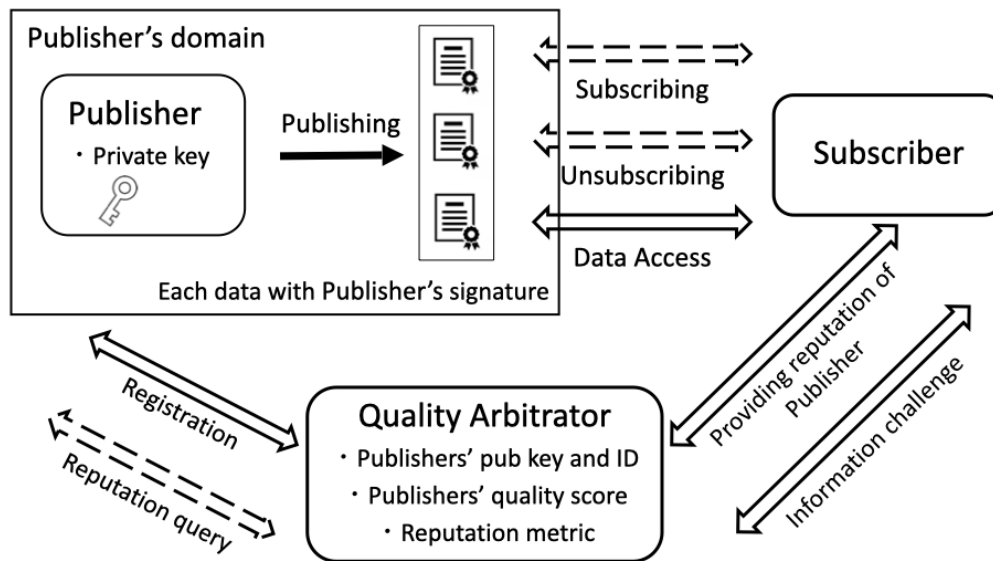 Publisher's domain
Publisher
· Private key
Publishing
Each data with Publisher's signature
Subscribing
Unsubscribing
Data Access
Subscriber
Registration
Reputation query
Quality Arbitrator
· Publishers' pub key and ID
· Publishers' quality score
· Reputation metric
Providing reputation of
Publisher
Information challenge